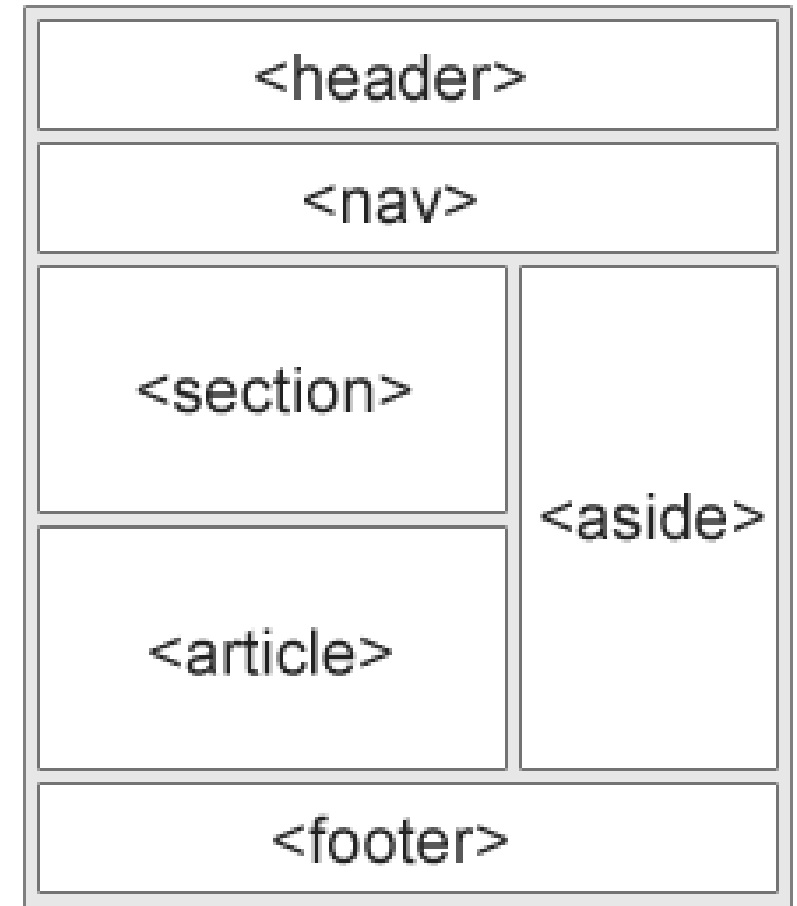 <header>
<nav>
<section>
<aside>
<article>
<footer>